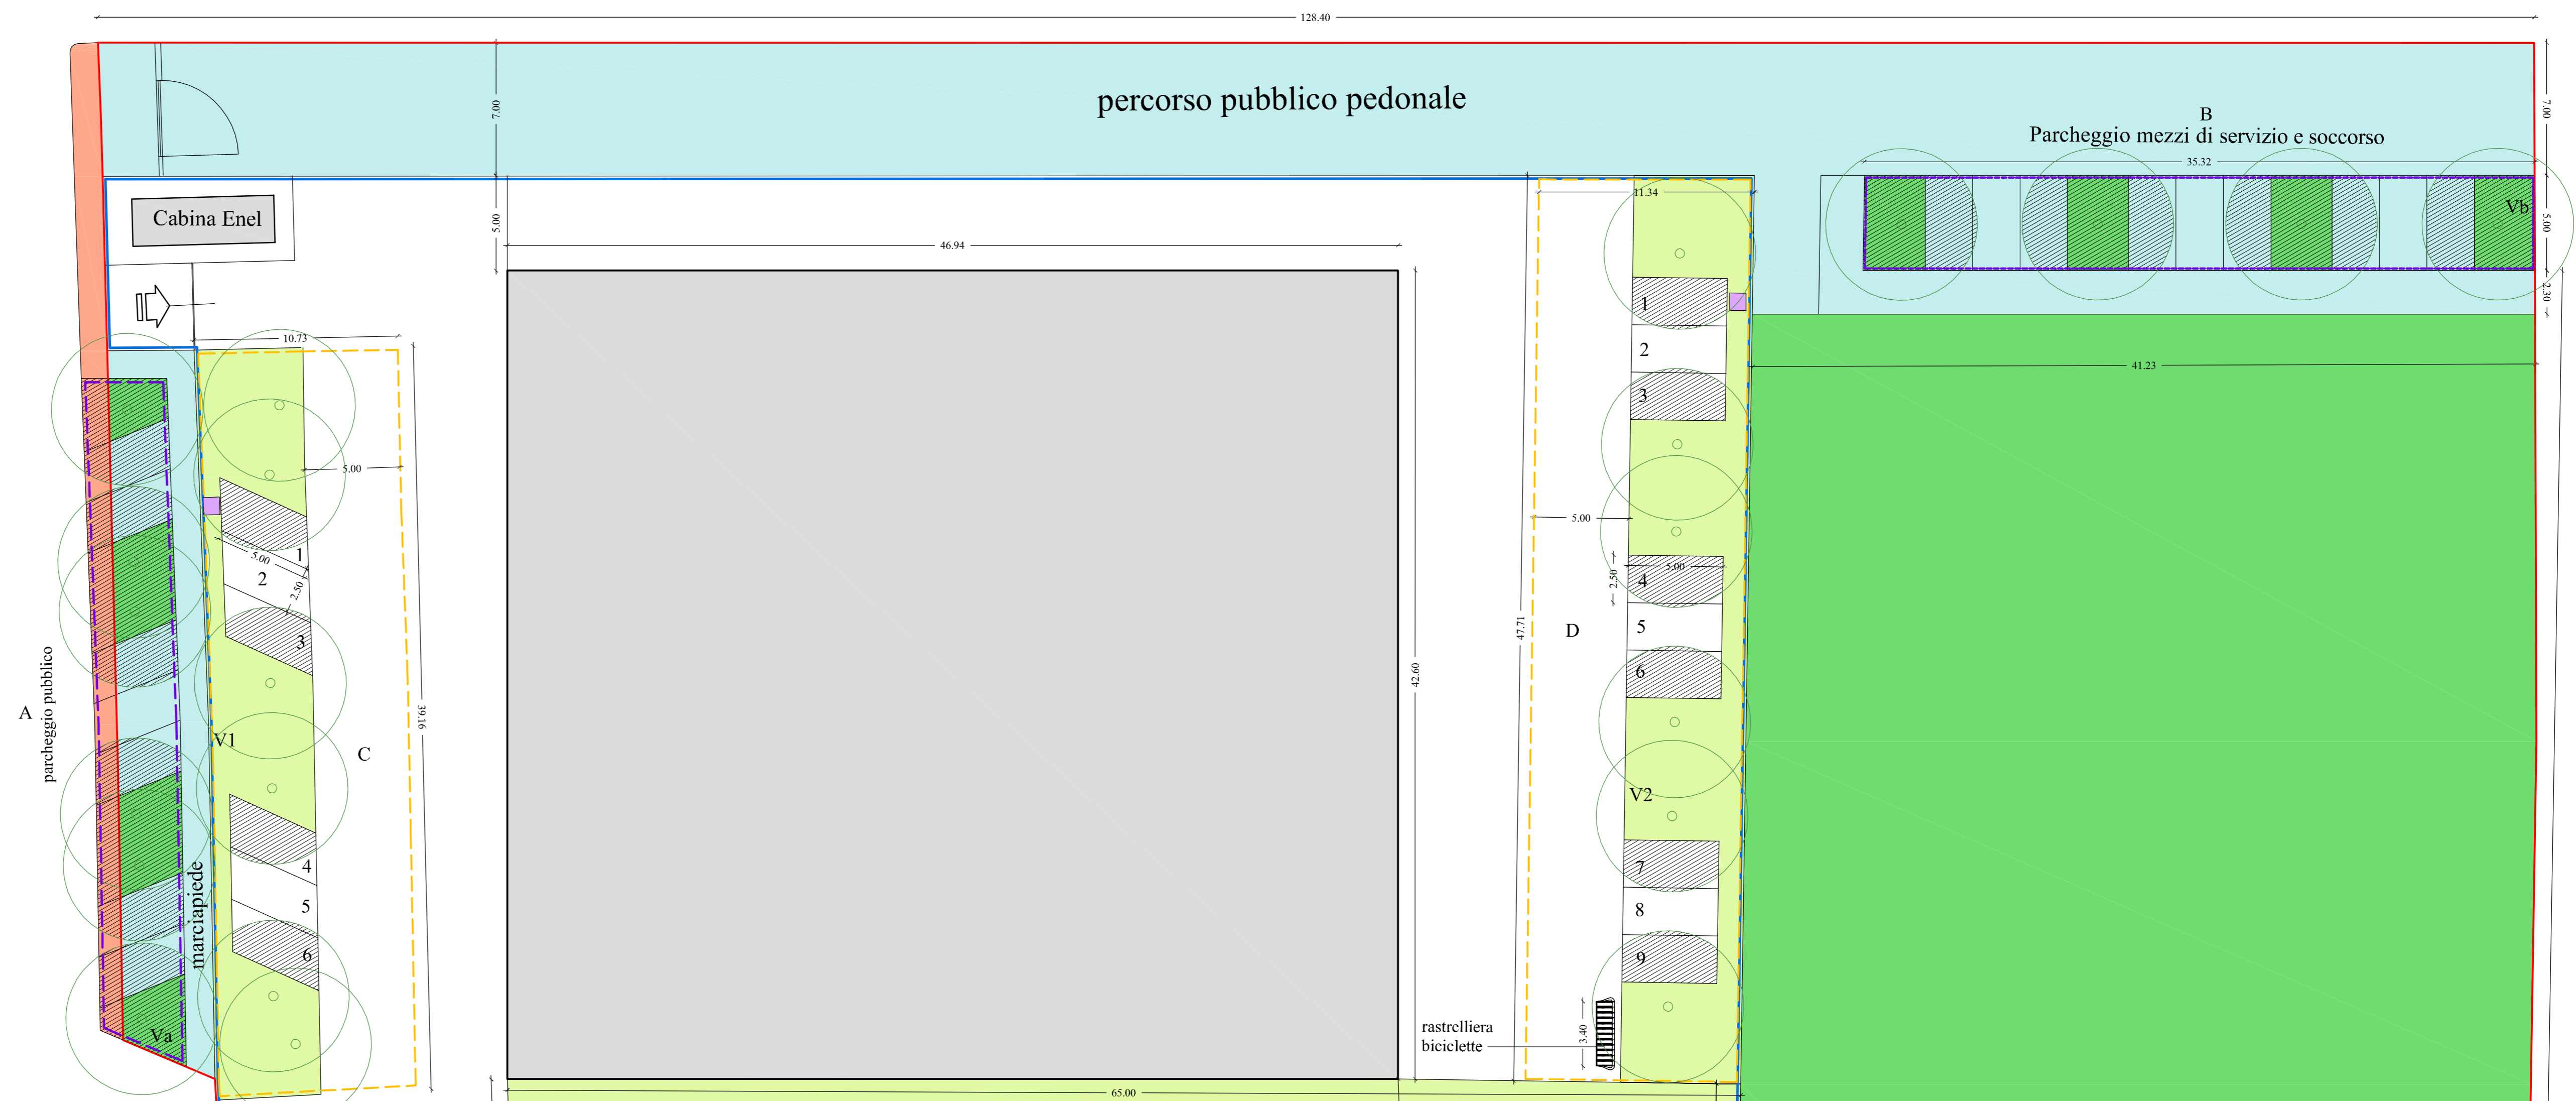 128.40
percorso pubblico pedonale
7.00
7.00
B
Parcheggio mezzi di servizio e soccorso
35.32
Cabina Enel
5.00
46.94
11.34
Vb
5.00
2.30
10.73
5.00
41.23
1
2
3
5.00
1
5.00
2
2.50
3
5.00
4
2.50
5
6
D
47.71
42.60
39.16
A
parcheggio pubblico
V1
C
V2
4
5
6
7
8
9
marciapiede
Va
rastrelliera
biciclette
3.40
65.00